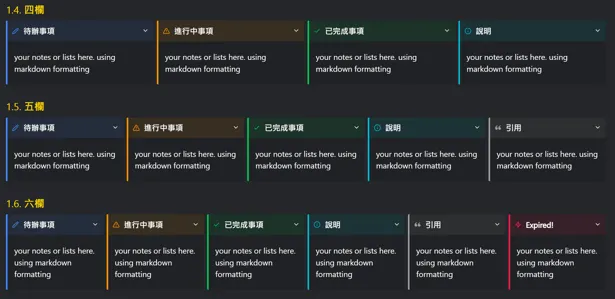 1.4. 四欄
待辦事項 進行中事項 已完成事項 說明
your notes or lists here. using your notes or lists here. using your notes or lists here. using your notes or lists here. using
markdown formatting markdown formatting markdown formatting markdown formatting
1.5. 五欄
待辦事項 進行中事項 已完成事項 說明 引用
your notes or lists here. using your notes or lists here. using your notes or lists here. using your notes or lists here. using your notes or lists here. using
markdown formatting markdown formatting markdown formatting markdown formatting markdown formatting
1.6. 六欄
待辦事項 進行中事項 已完成事項 說明 引用 Expired!
your notes or lists here. your notes or lists here. your notes or lists here. your notes or lists here. your notes or lists here. your notes or lists here.
using markdown using markdown using markdown using markdown using markdown using markdown
formatting formatting formatting formatting formatting formatting